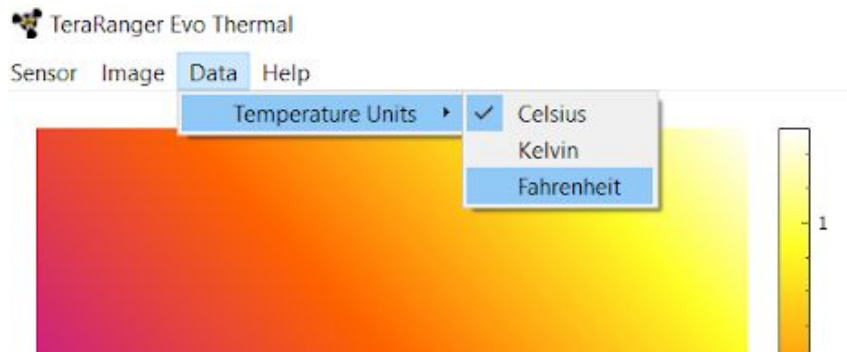 TeraRanger Evo Thermal
Sensor Image Data Help
Temperature Units
Celsius
Kelvin
Fahrenheit
1